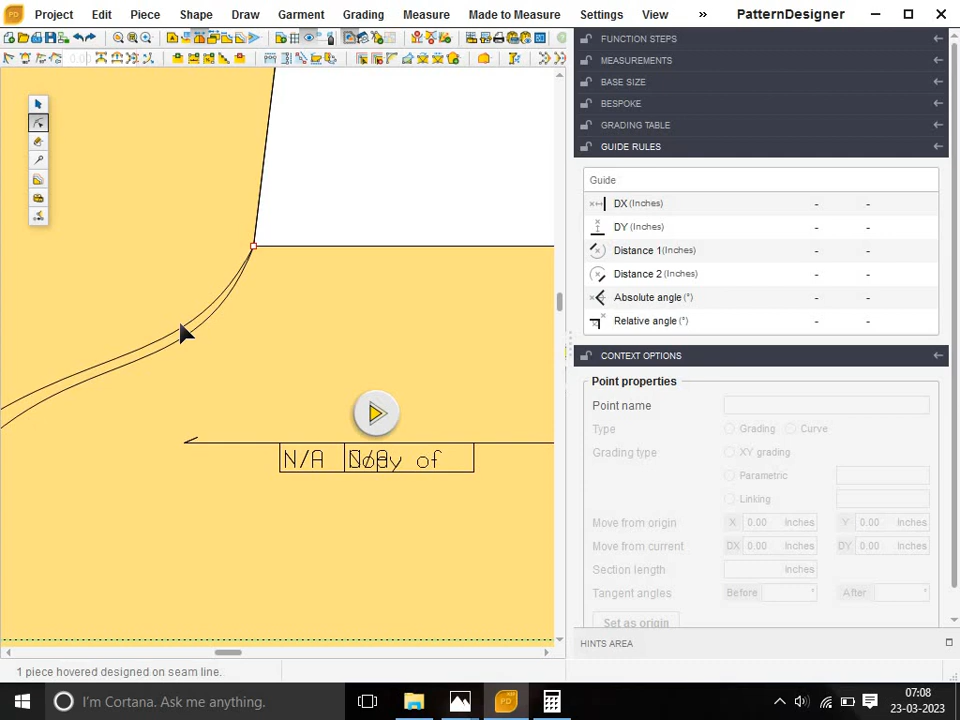 Project Edit Piece Shape Draw Garment Grading Measure Made to Measure Settings View » PatternDesigner
FUNCTION STEPS
MEASUREMENTS
BASE SIZE
BESPOKE
GRADING TABLE
GUIDE RULES
Guide
DX (Inches) - -
DY (Inches) - -
Distance 1(Inches) - -
Distance 2 (Inches) - -
Absolute angle (°) - -
Relative angle (°) - -
CONTEXT OPTIONS
Point properties
Point name
Type Grading Curve
Grading type XY grading
Parametric
Linking
Move from origin X 0.00 Inches Y 0.00 Inches
Move from current DX 0.00 Inches DY 0.00 Inches
Section length inches
Tangent angles Before ° After °
Set as origin
HINTS AREA
N/A Copy of
1 piece hovered designed on seam line.
I'm Cortana. Ask me anything.
PD
07:08
23-03-2023